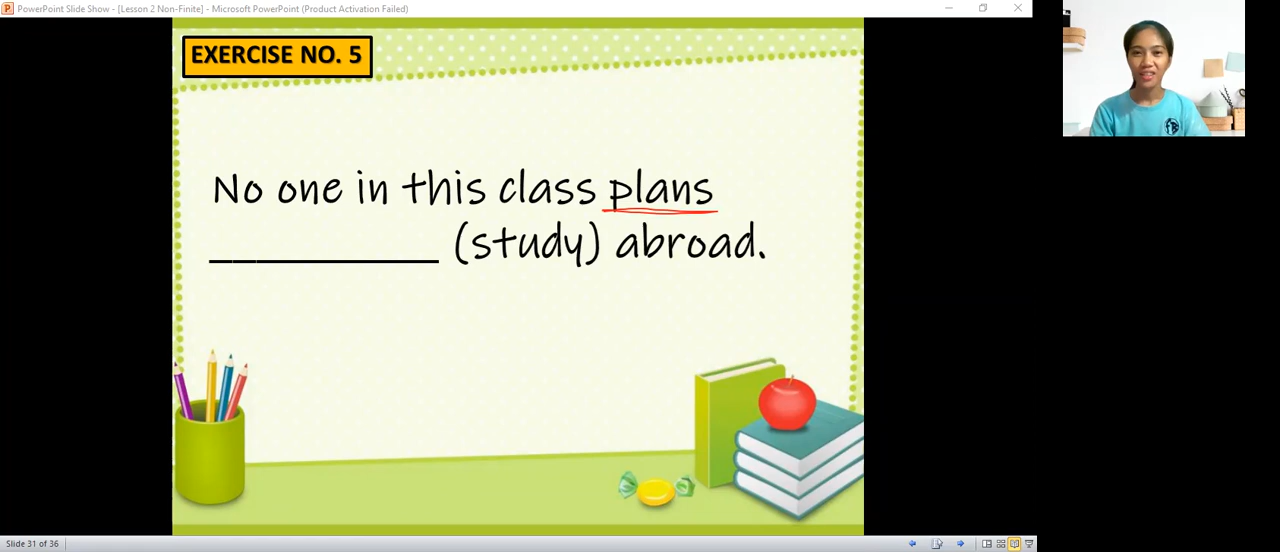 PowerPoint Slide Show - [Lesson 2 Non-Finite] - Microsoft PowerPoint (Product Activation Failed)
EXERCISE NO. 5
No one in this class plans
__________ (study) abroad.
Slide 31 of 36